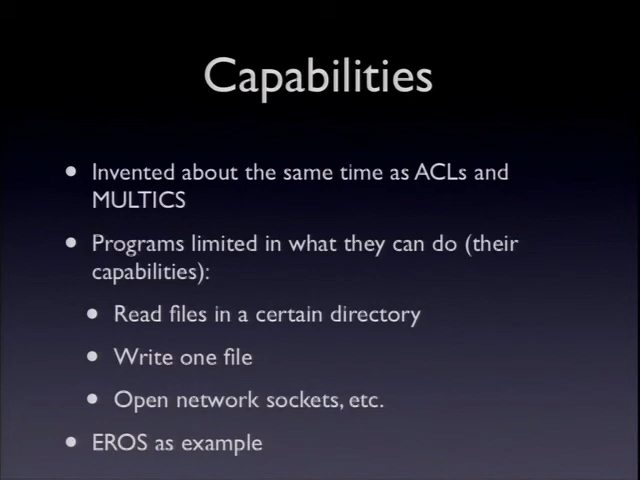 Capabilities
• Invented about the same time as ACLs and
MULTICS
• Programs limited in what they can do (their
capabilities):
• Read files in a certain directory
• Write one file
• Open network sockets, etc.
• EROS as example